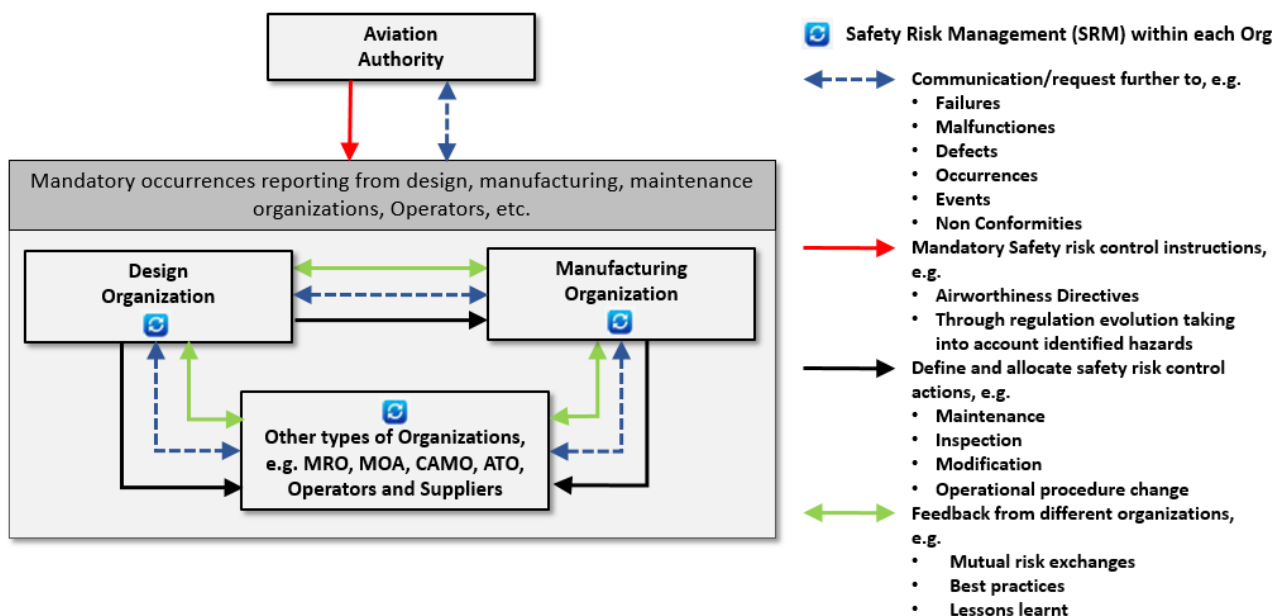 Aviation
Authority
Mandatory occurrences reporting from design, manufacturing, maintenance
organizations, Operators, etc.
Design
Organization
Manufacturing
Organization
Other types of Organizations,
e.g. MRO, MOA, CAMO, ATO,
Operators and Suppliers
Safety Risk Management (SRM) within each Org
Communication/request further to, e.g.
• Failures
• Malfunctiones
• Defects
• Occurrences
• Events
• Non Conformities
Mandatory Safety risk control instructions,
e.g.
• Airworthiness Directives
• Through regulation evolution taking
into account identified hazards
Define and allocate safety risk control
actions, e.g.
• Maintenance
• Inspection
• Modification
• Operational procedure change
Feedback from different organizations,
e.g.
• Mutual risk exchanges
• Best practices
• Lessons learnt